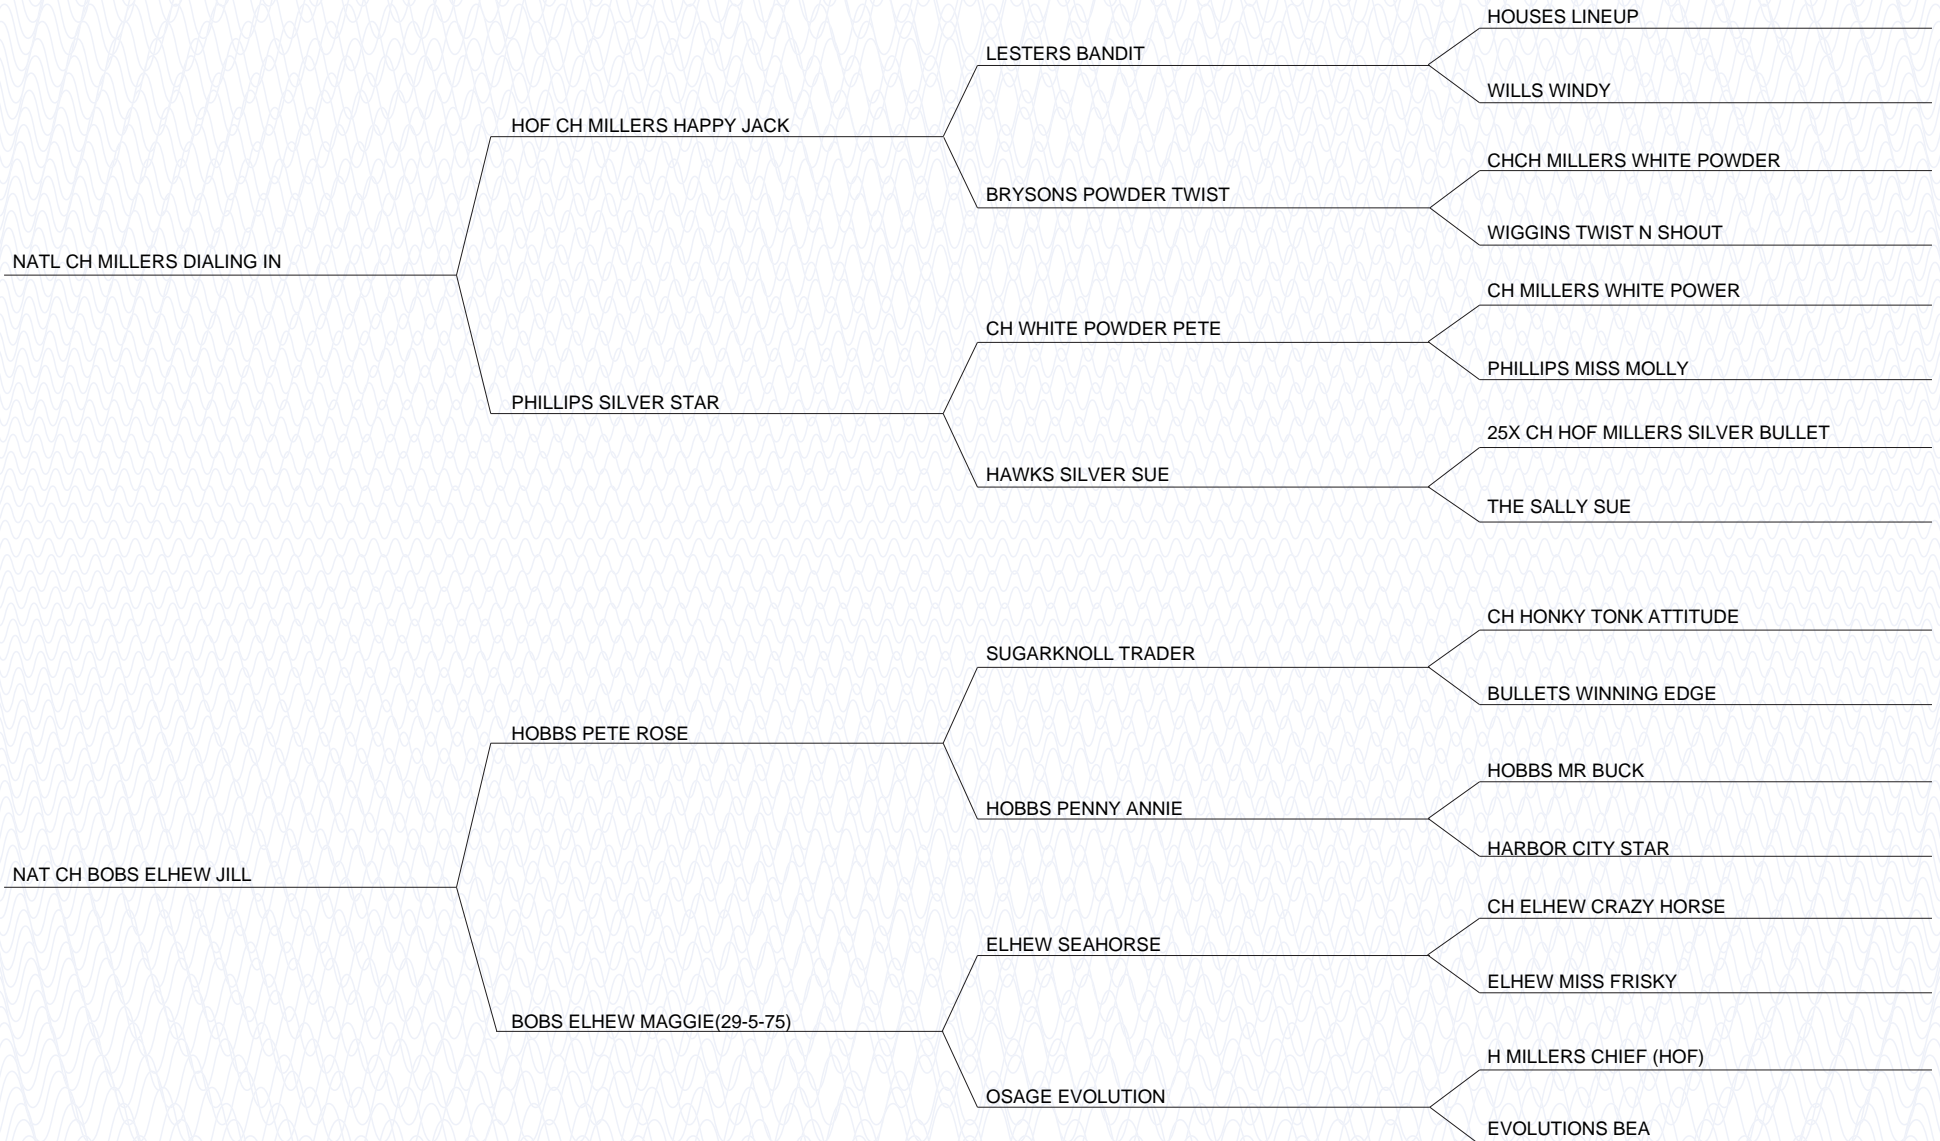 HOUSES LINEUP
LESTERS BANDIT
WILLS WINDY
HOF CH MILLERS HAPPY JACK
CHCH MILLERS WHITE POWDER
BRYSONS POWDER TWIST
WIGGINS TWIST N SHOUT
NATL CH MILLERS DIALING IN
CH MILLERS WHITE POWER
CH WHITE POWDER PETE
PHILLIPS MISS MOLLY
PHILLIPS SILVER STAR
25X CH HOF MILLERS SILVER BULLET
HAWKS SILVER SUE
THE SALLY SUE
CH HONKY TONK ATTITUDE
SUGARKNOLL TRADER
BULLETS WINNING EDGE
HOBBS PETE ROSE
HOBBS MR BUCK
HOBBS PENNY ANNIE
HARBOR CITY STAR
NAT CH BOBS ELHEW JILL
CH ELHEW CRAZY HORSE
ELHEW SEAHORSE
ELHEW MISS FRISKY
BOBS ELHEW MAGGIE(29-5-75)
H MILLERS CHIEF (HOF)
OSAGE EVOLUTION
EVOLUTIONS BEA